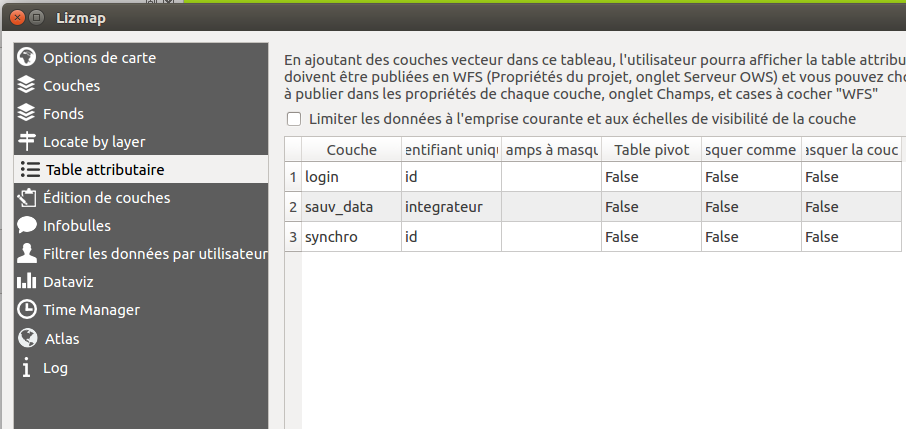 Lizmap
Options de carte
Couches
Fonds
Locate by layer
Table attributaire
Édition de couches
Infobulles
Filtrer les données par utilisateur
Dataviz
Time Manager
Atlas
Log
En ajoutant des couches vecteur dans ce tableau, l'utilisateur pourra afficher la table attribu
doivent être publiées en WFS (Propriétés du projet, onglet Serveur OWS) et vous pouvez cho
à publier dans les propriétés de chaque couche, onglet Champs, et cases à cocher "WFS"
Limiter les données à l'emprise courante et aux échelles de visibilité de la couche
Couche entifiant uniqu amps à masqu Table pivot squer comme asquer la couc
1 login id False False False
2 sauv_data integrateur False False False
3 synchro id False False False